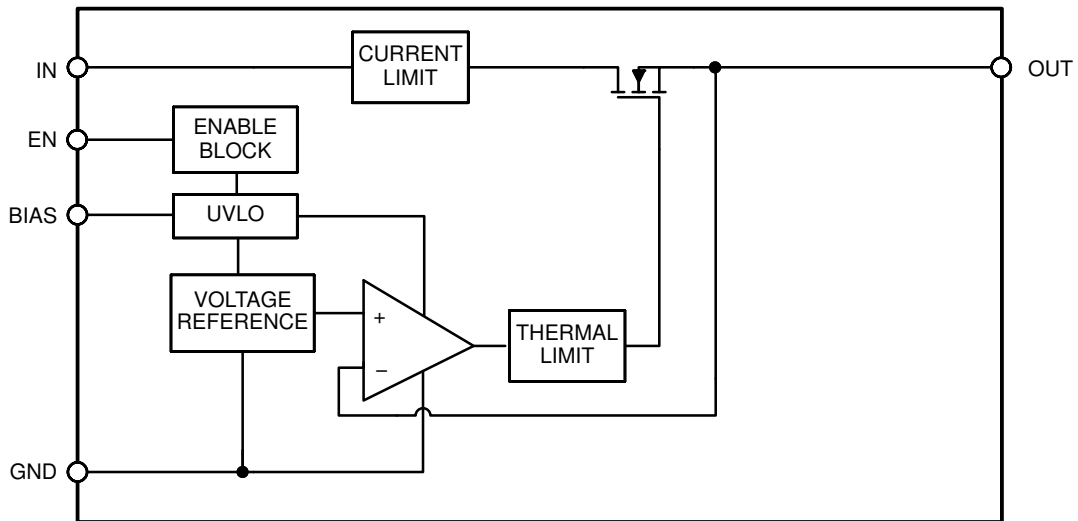 IN
CURRENT
LIMIT
OUT
EN
ENABLE
BLOCK
BIAS
UVLO
VOLTAGE
REFERENCE
+
−
THERMAL
LIMIT
GND